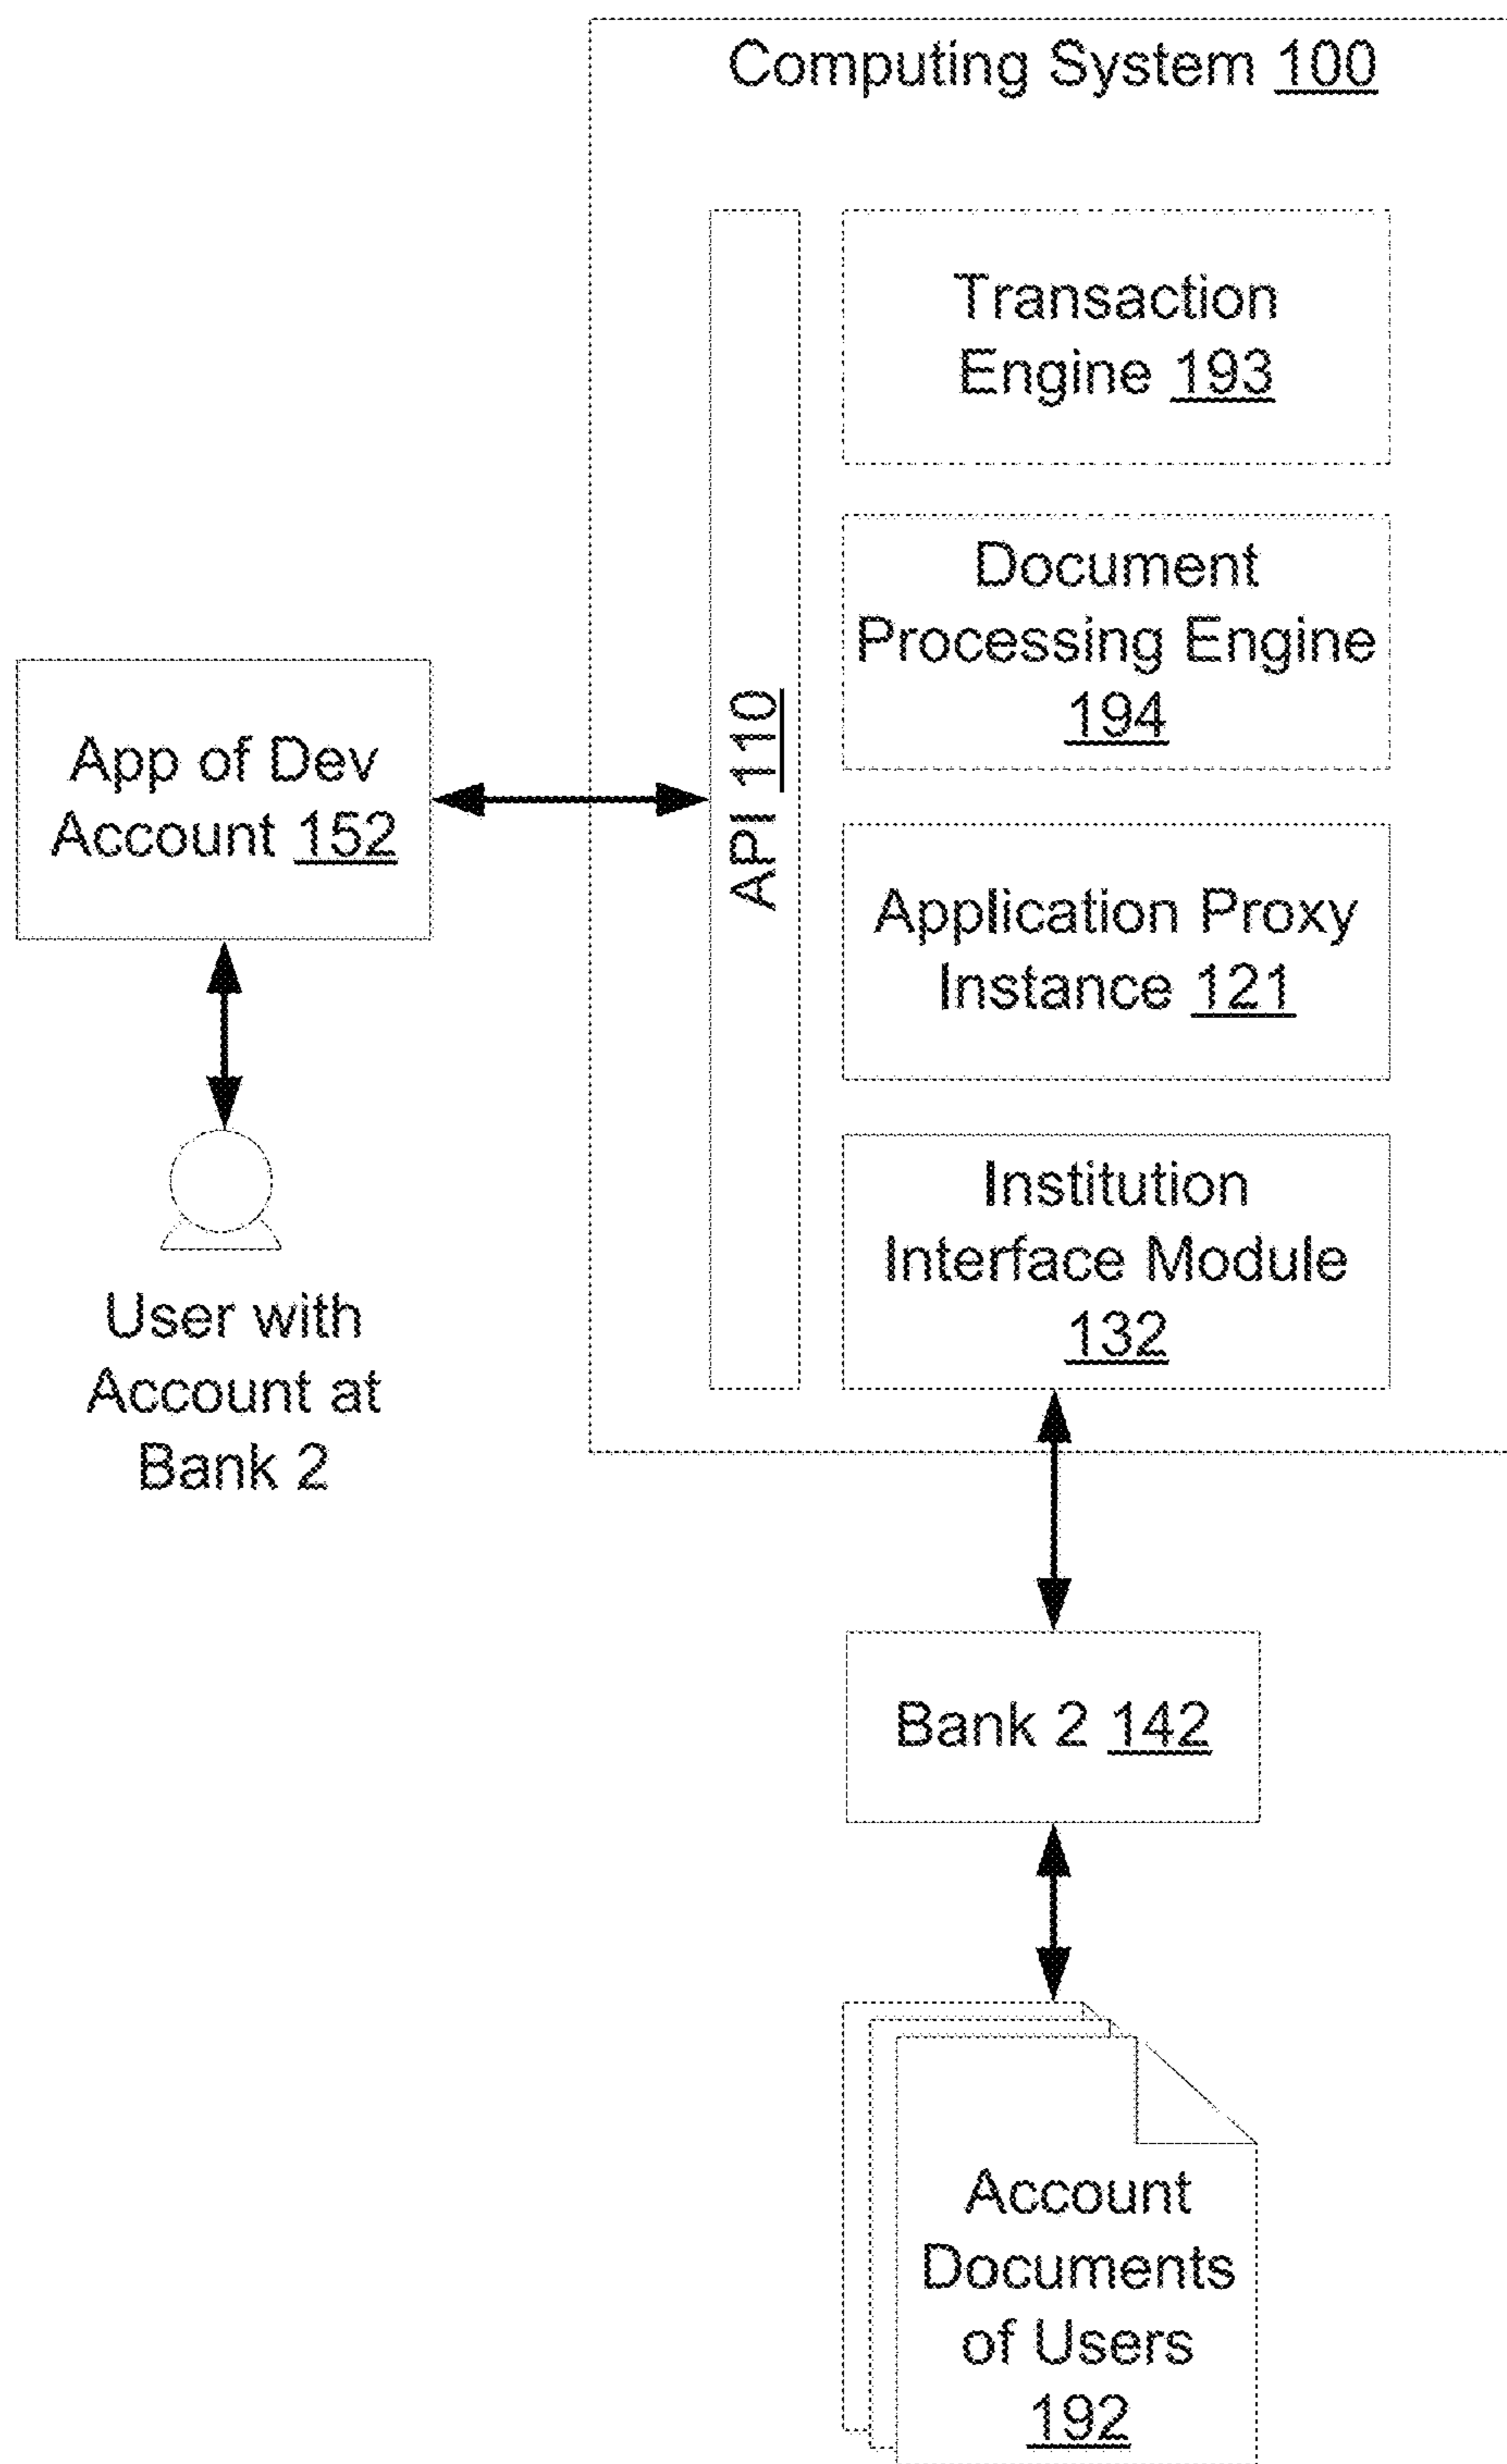 Computing System 100
Transaction
Engine 193
Document
Processing Engine
194
API 110
App of Dev
Account 152
Application Proxy
Instance 121
Institution
Interface Module
132
User with
Account at
Bank 2
Bank 2 142
Account
Documents
of Users
192